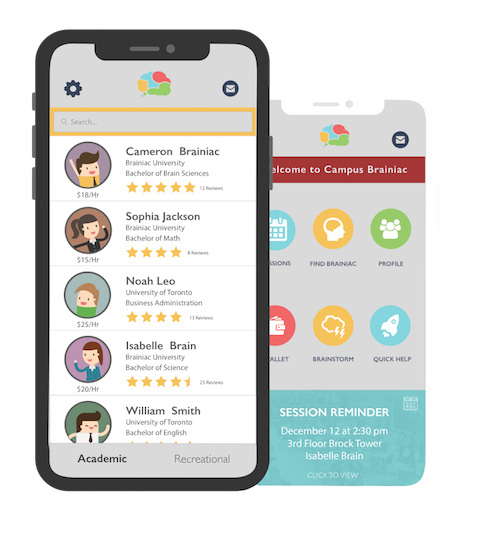 Search...
Cameron Brainiac
Brainiac University
Bachelor of Brain Sciences
12 Reviews
$18/Hr
Sophia Jackson
Brainiac University
Bachelor of Math
8 Reviews
$15/Hr
Noah Leo
University of Toronto
Business Administration
13 Reviews
$25/Hr
Isabelle Brain
Brainiac University
Bachelor of Science
25 Reviews
$20/Hr
William Smith
University of Toronto
Bachelor of English
Academic Recreational
elcome to Campus Brainiac
SIONS FIND BRAINIAC PROFILE
ALLET BRAINSTORM QUICK HELP
SESSION REMINDER
December 12 at 2:30 pm
3rd Floor Brock Tower
Isabelle Brain
CLICK TO VIEW